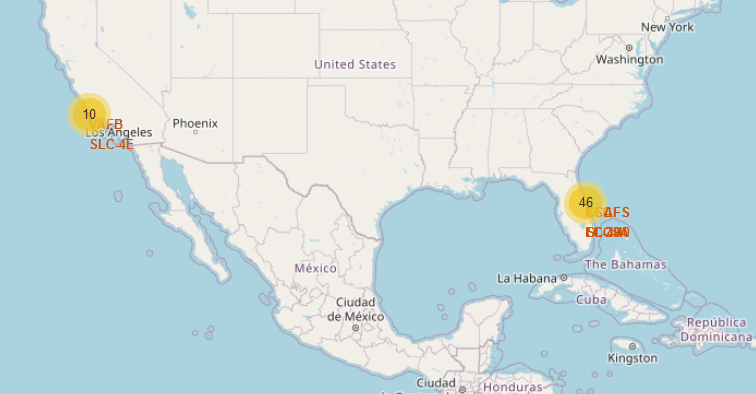 New York
Washington
United States
10
VAFB
Los Angeles
SLC-4E
Phoenix
46
The Bahamas
México
La Habana
Cuba
Ciudad
de México
República
Dominicana
Kingston
Ciudad
Honduras